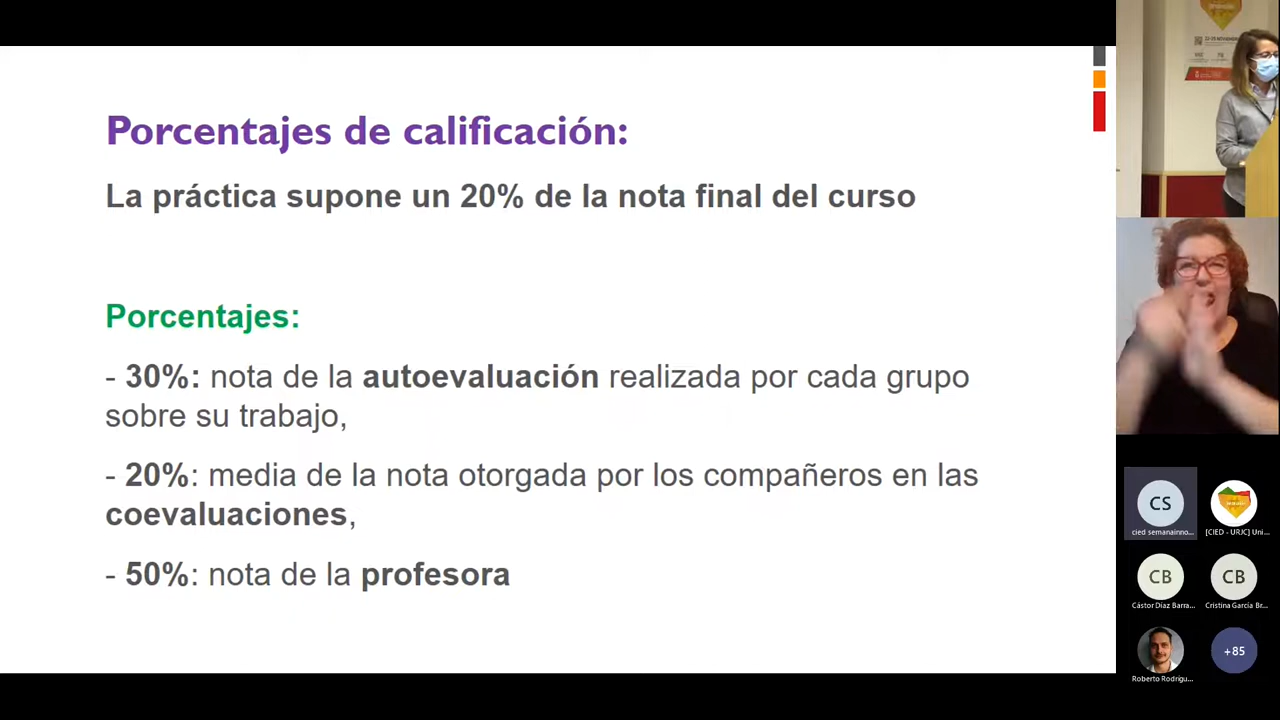 Porcentajes de calificación:
La práctica supone un 20% de la nota final del curso
Porcentajes:
- 30%: nota de la autoevaluación realizada por cada grupo
sobre su trabajo,
- 20%: media de la nota otorgada por los compañeros en las
coevaluaciones,
- 50%: nota de la profesora
CS
cied semanainno...
[CIED - URJC] Uni...
CB
Cástor Díaz Barra...
CB
Cristina García Br...
Roberto Rodrígu...
+85